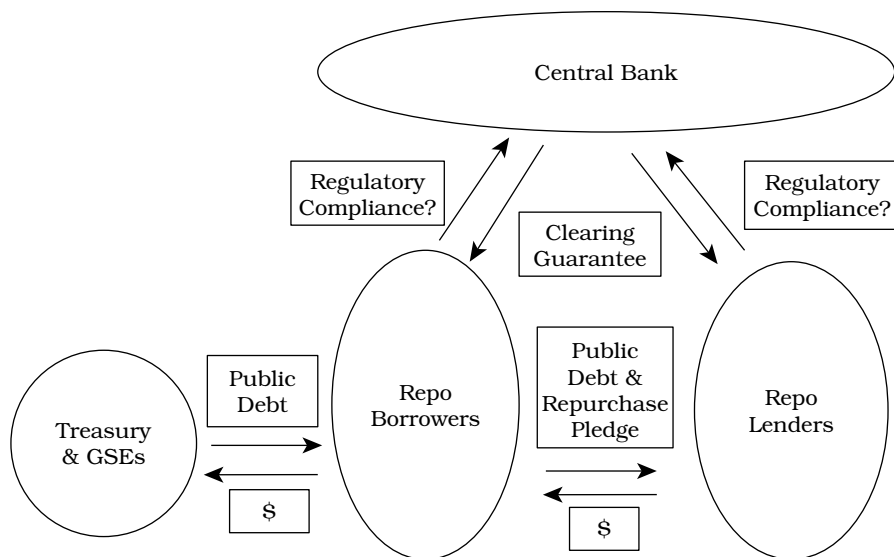 Central Bank
Regulatory
Compliance?
Regulatory
Compliance?
Clearing
Guarantee
Public
Debt
Public
Debt &
Repurchase
Pledge
Treasury
& GSEs
Repo
Borrowers
Repo
Lenders
$
$